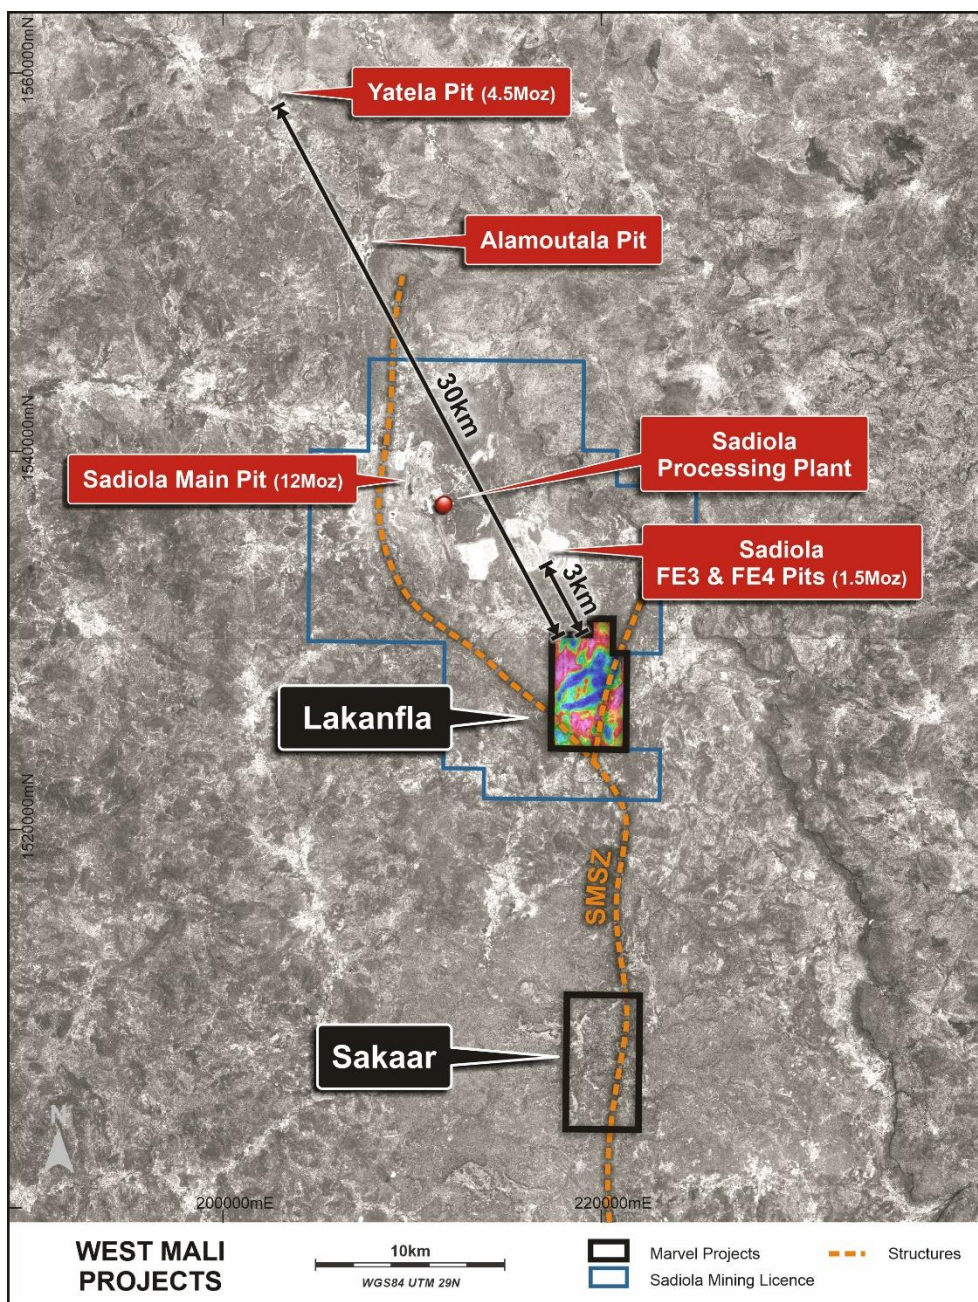 1560000mN
Yatela Pit (4.5Moz)
Alamoutala Pit
30km
1540000mN
Sadiola Main Pit (12Moz)
Sadiola
Processing Plant
Sadiola
FE3 & FE4 Pits (1.5Moz)
3km
Lakanfla
1520000mN
SMSZ
Sakaar
N
200000mE
220000mE
WEST MALI
PROJECTS
10km
WGS84 UTM 29N
Marvel Projects
Structures
Sadiola Mining Licence